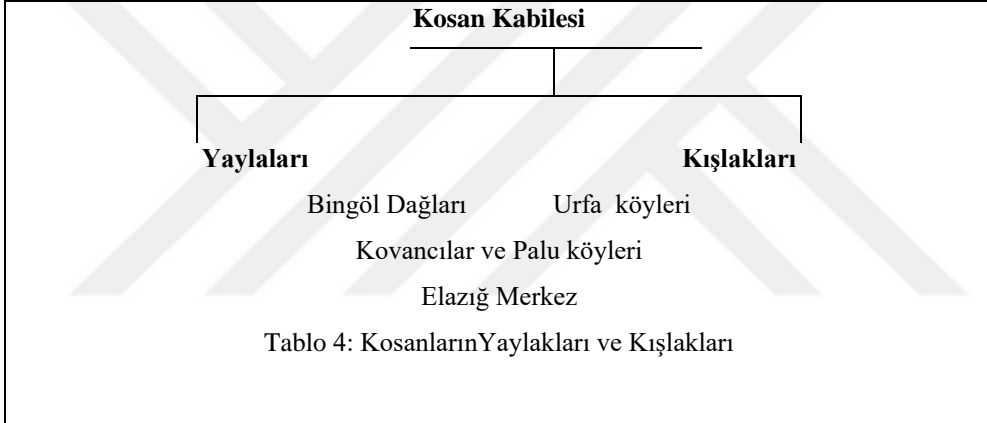 Kosan Kabilesi
Yaylaları Kışlakları
Bingöl Dağları Urfa köyleri
Kovancılar ve Palu köyleri
Elazığ Merkez
Tablo 4: KosanlarınYaylakları ve Kışlakları